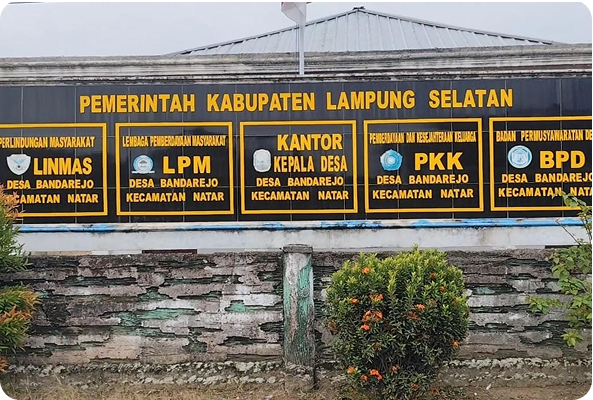 PEMERINTAH KABUPATEN LAMPUNG SELATAN
PERLINDUNGAN MASYARAKAT
LINMAS
DESA BANDAREJO
KECAMATAN NATAR
LEMBAGA PEMBERDAYAAN MASYARAKAT
LPM
DESA BANDAREJO
KECAMATAN NATAR
KANTOR
KEPALA DESA
DESA BANDAREJO
KECAMATAN NATAR
PEMBERDAYAAN DAN KESEJAHTERAAN KELUARGA
PKK
DESA BANDAREJO
KECAMATAN NATAR
BADAN PERMUSYAWARATAN DE
BPD
DESA BANDAREJO
KECAMATAN NATAR